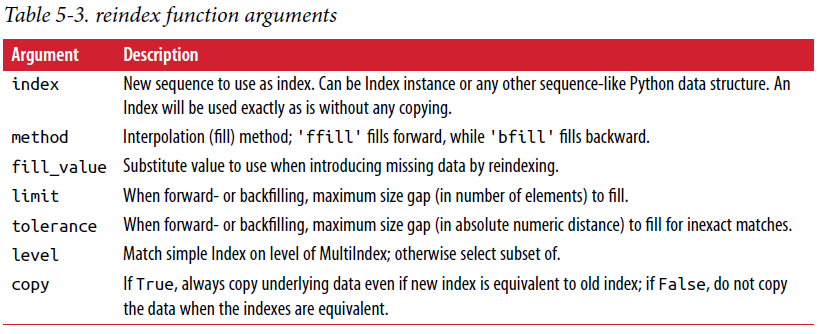 Table 5-3. reindex function arguments
Argument Description
index New sequence to use as index. Can be Index instance or any other sequence-like Python data structure. An
Index will be used exactly as is without any copying.
method Interpolation (fill) method; 'ffill' fills forward, while 'bfill' fills backward.
fill_value Substitute value to use when introducing missing data by reindexing.
limit When forward- or backfilling, maximum size gap (in number of elements) to fill.
tolerance When forward- or backfilling, maximum size gap (in absolute numeric distance) to fill for inexact matches.
level Match simple Index on level of MultiIndex; otherwise select subset of.
copy If True, always copy underlying data even if new index is equivalent to old index; if False, do not copy
the data when the indexes are equivalent.